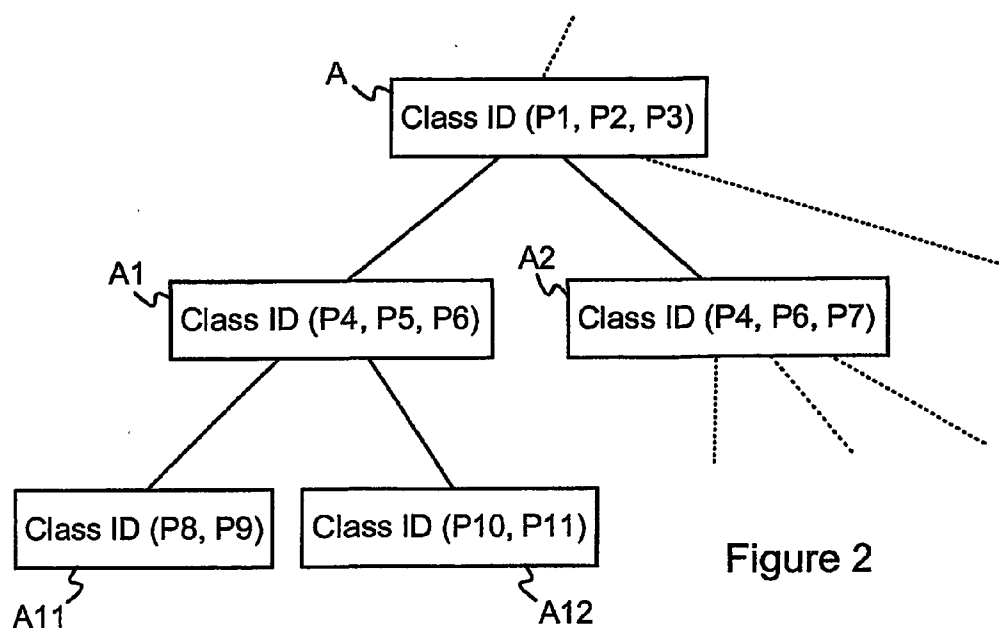 A
Class ID (P1, P2, P3)
A1
Class ID (P4, P5, P6)
A2
Class ID (P4, P6, P7)
Class ID (P8, P9)
Class ID (P10, P11)
A11
A12
Figure 2